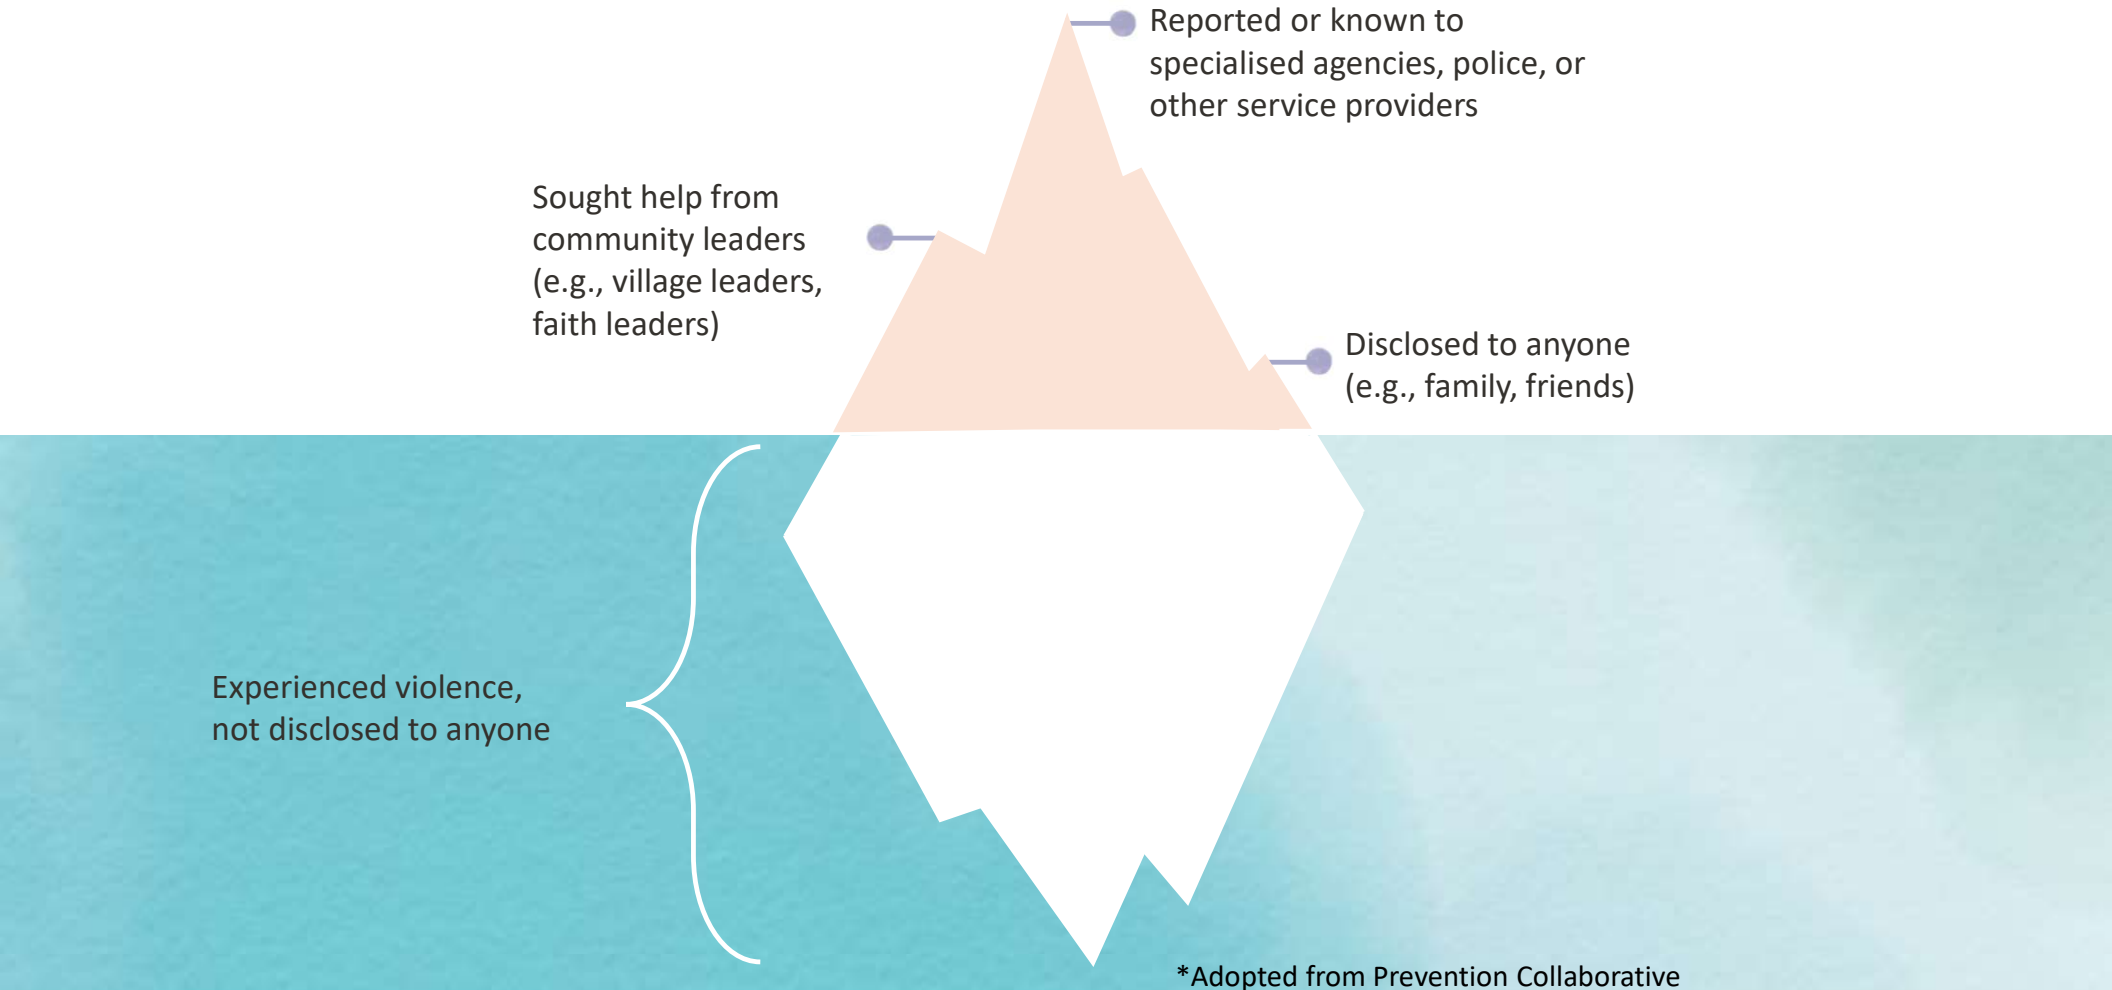 Reported or known to
specialised agencies, police, or
other service providers
Sought help from
community leaders
(e.g., village leaders,
faith leaders)
Disclosed to anyone
(e.g., family, friends)
Experienced violence,
not disclosed to anyone
*Adopted from Prevention Collaborative